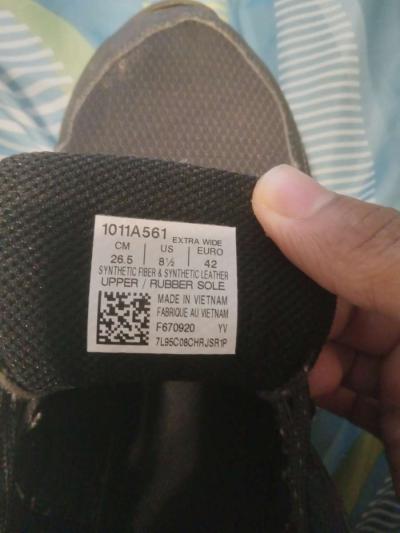 1011A561 EXTRA WIDE
CM | US | EURO
26.5 | 8½ | 42
SYNTHETIC FIBER & SYNTHETIC LEATHER
UPPER / RUBBER SOLE
MADE IN VIETNAM
FABRIQUE AU VIETNAM
F670920 YV
7L95C08CHRJSR1P